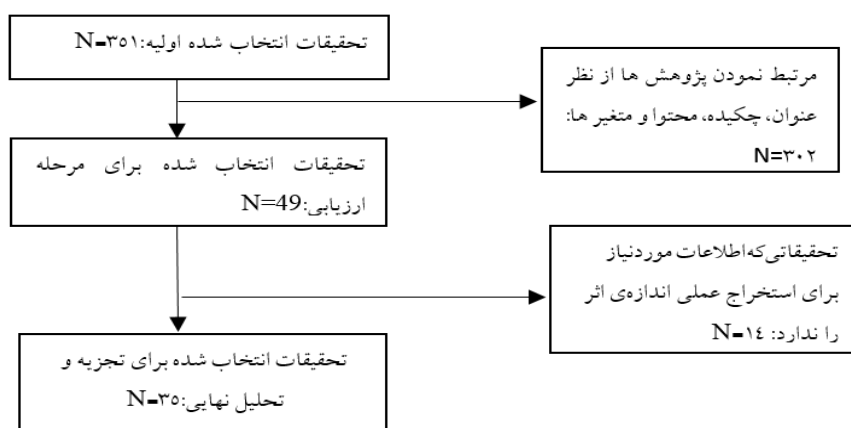 تحقیقات انتخاب شده اولیه:N=۳۵۱
مرتبط نمودن پژوهش ها از نظر
عنوان، چکیده، محتوا و متغیر ها:
N=۳۰۲
تحقیقات انتخاب شده برای مرحله
ارزیابی:N=49
تحقیقاتی‌که‌اطلاعات موردنیاز
برای استخراج عملی اندازه‌ی اثر
را ندارد: N=١٤
تحقیقات انتخاب شده برای تجزیه و
تحلیل نهایی:N=۳۵